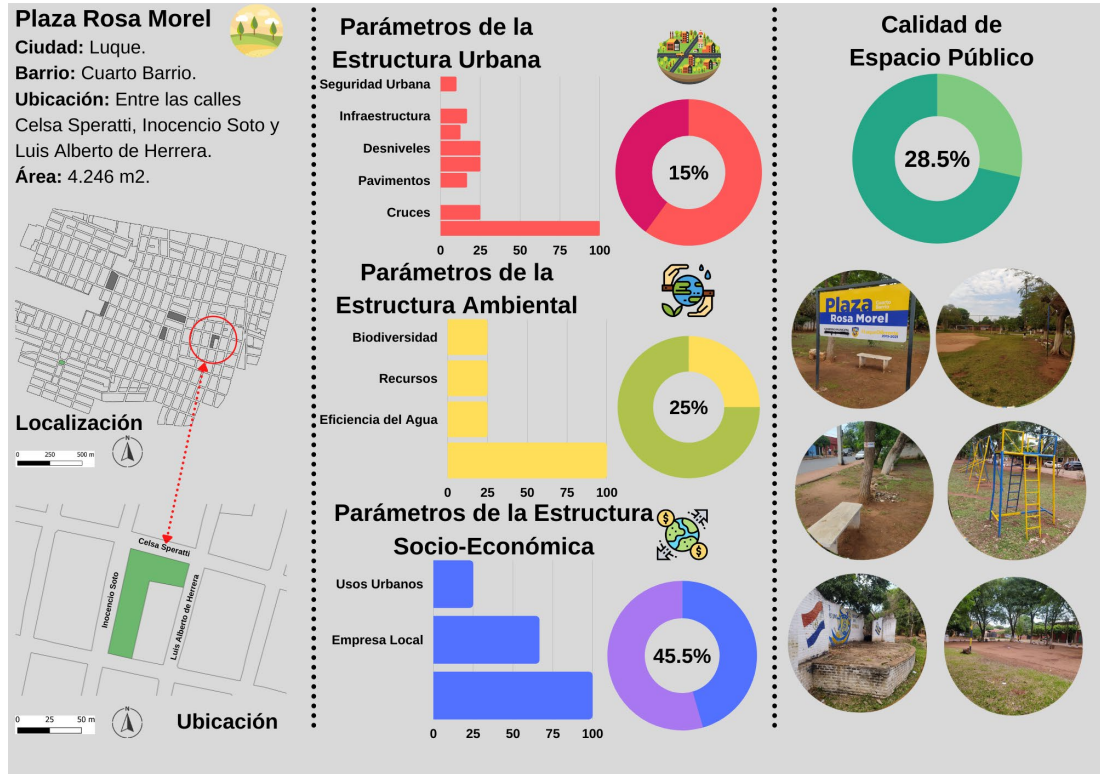 Plaza Rosa Morel
Ciudad: Luque.
Barrio: Cuarto Barrio.
Ubicación: Entre las calles
Celsa Speratti, Inocencio Soto y
Luis Alberto de Herrera.
Área: 4.246 m2.
Localización
0 250 500 m
Celsa Speratti
Inocencio Soto
Luis Alberto de Herrera
0 25 50 m
Ubicación
Parámetros de la
Estructura Urbana
Seguridad Urbana
Infraestructura
Desniveles
Pavimentos
Cruces
0 25 50 75 100
15%
Parámetros de la
Estructura Ambiental
Biodiversidad
Recursos
Eficiencia del Agua
0 25 50 75 100
25%
Parámetros de la Estructura
Socio-Económica
Usos Urbanos
Empresa Local
0 25 50 75 100
45.5%
Calidad de
Espacio Público
28.5%
Plaza
Rosa Morel